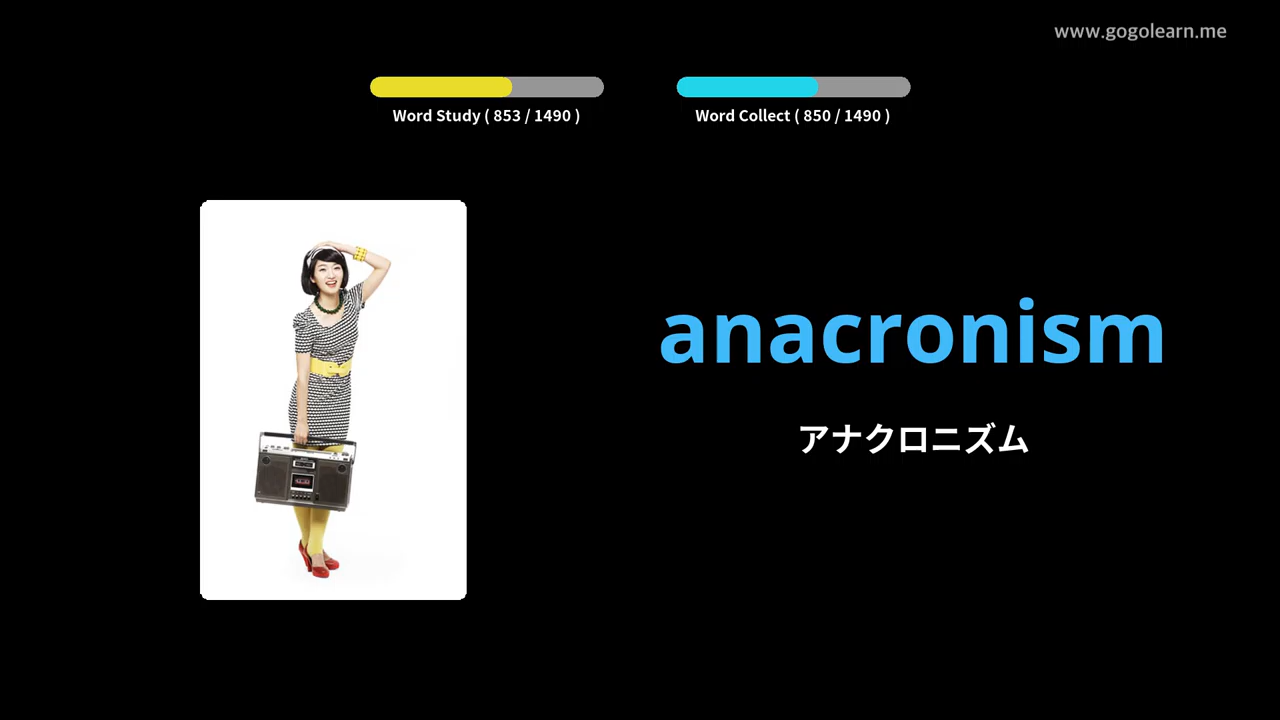 www.gogolearn.me
Word Study ( 853 / 1490 )
Word Collect ( 850 / 1490 )
anacronism
アナクロニズム